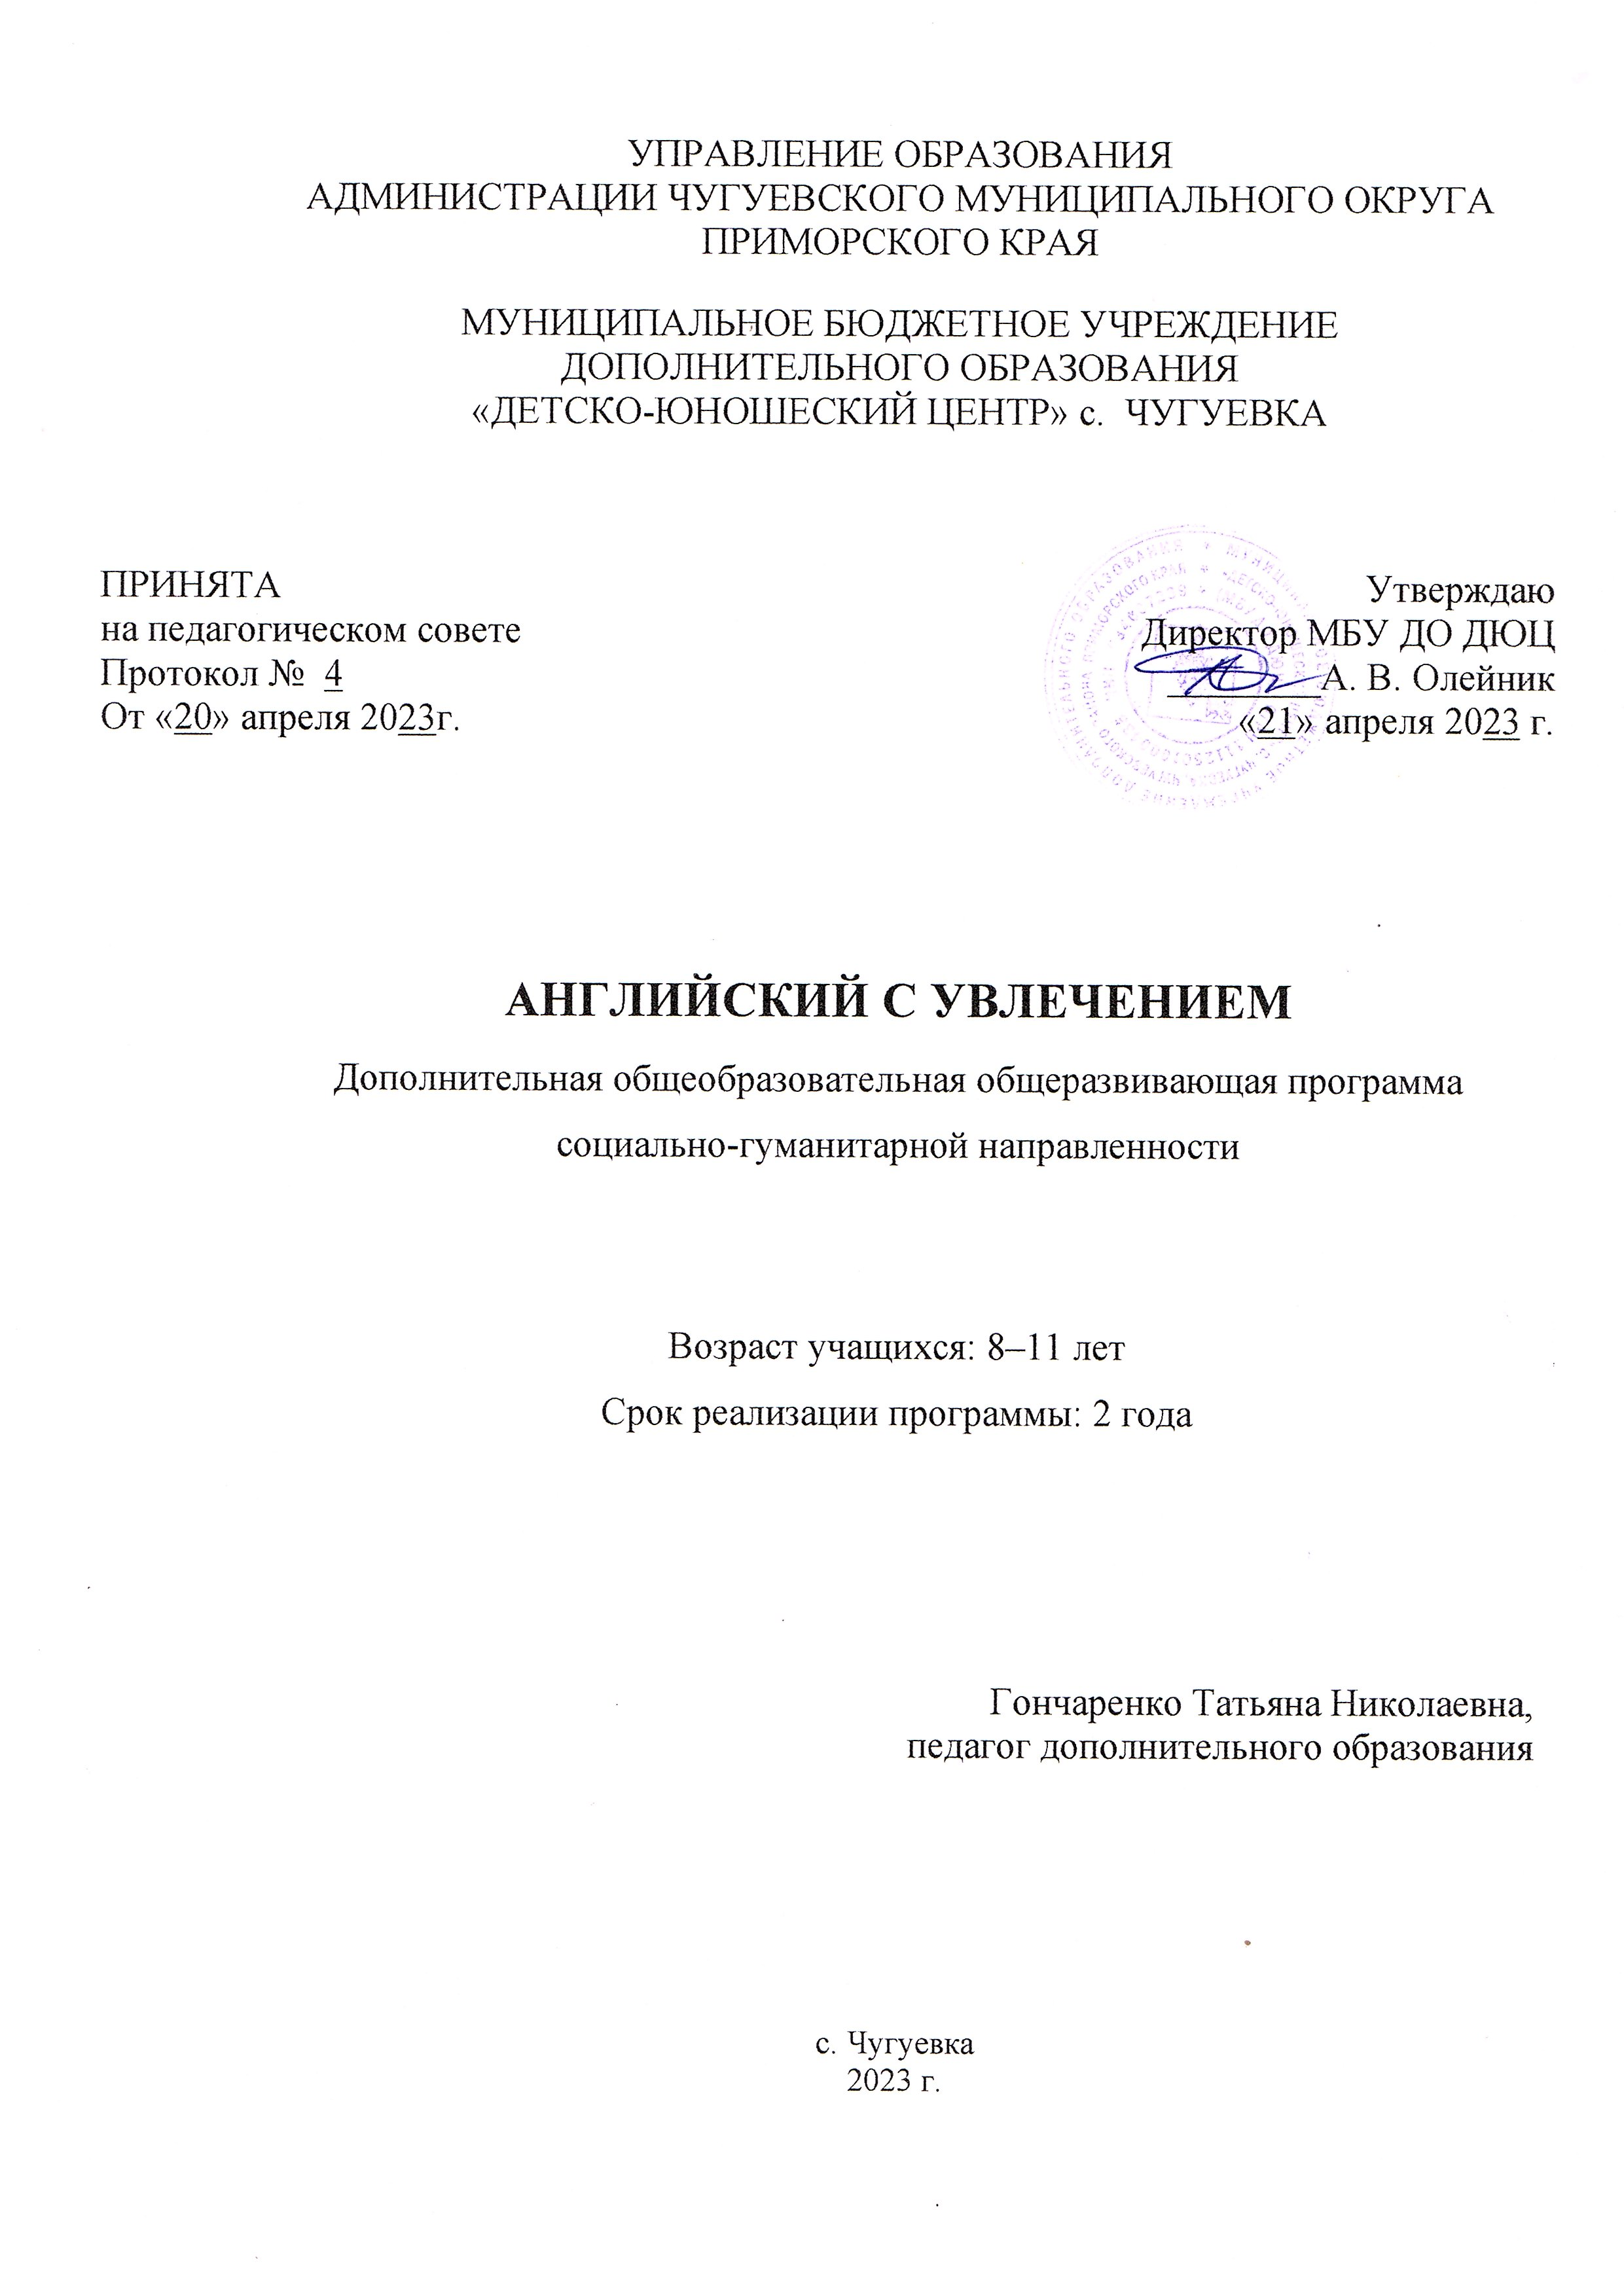 УПРАВЛЕНИЕ ОБРАЗОВАНИЯ
АДМИНИСТРАЦИИ ЧУГУЕВСКОГО МУНИЦИПАЛЬНОГО ОКРУГА
ПРИМОРСКОГО КРАЯ
МУНИЦИПАЛЬНОЕ БЮДЖЕТНОЕ УЧРЕЖДЕНИЕ
ДОПОЛНИТЕЛЬНОГО ОБРАЗОВАНИЯ
«ДЕТСКО-ЮНОШЕСКИЙ ЦЕНТР» с. ЧУГУЕВКА
ПРИНЯТА
на педагогическом совете
Протокол № 4
От «20» апреля 2023г.
Утверждаю
Директор МБУ ДО ДЮЦ
________А. В. Олейник
«21» апреля 2023 г.
АНГЛИЙСКИЙ С УВЛЕЧЕНИЕМ
Дополнительная общеобразовательная общеразвивающая программа
социально-гуманитарной направленности
Возраст учащихся: 8–11 лет
Срок реализации программы: 2 года
Гончаренко Татьяна Николаевна,
педагог дополнительного образования
с. Чугуевка
2023 г.